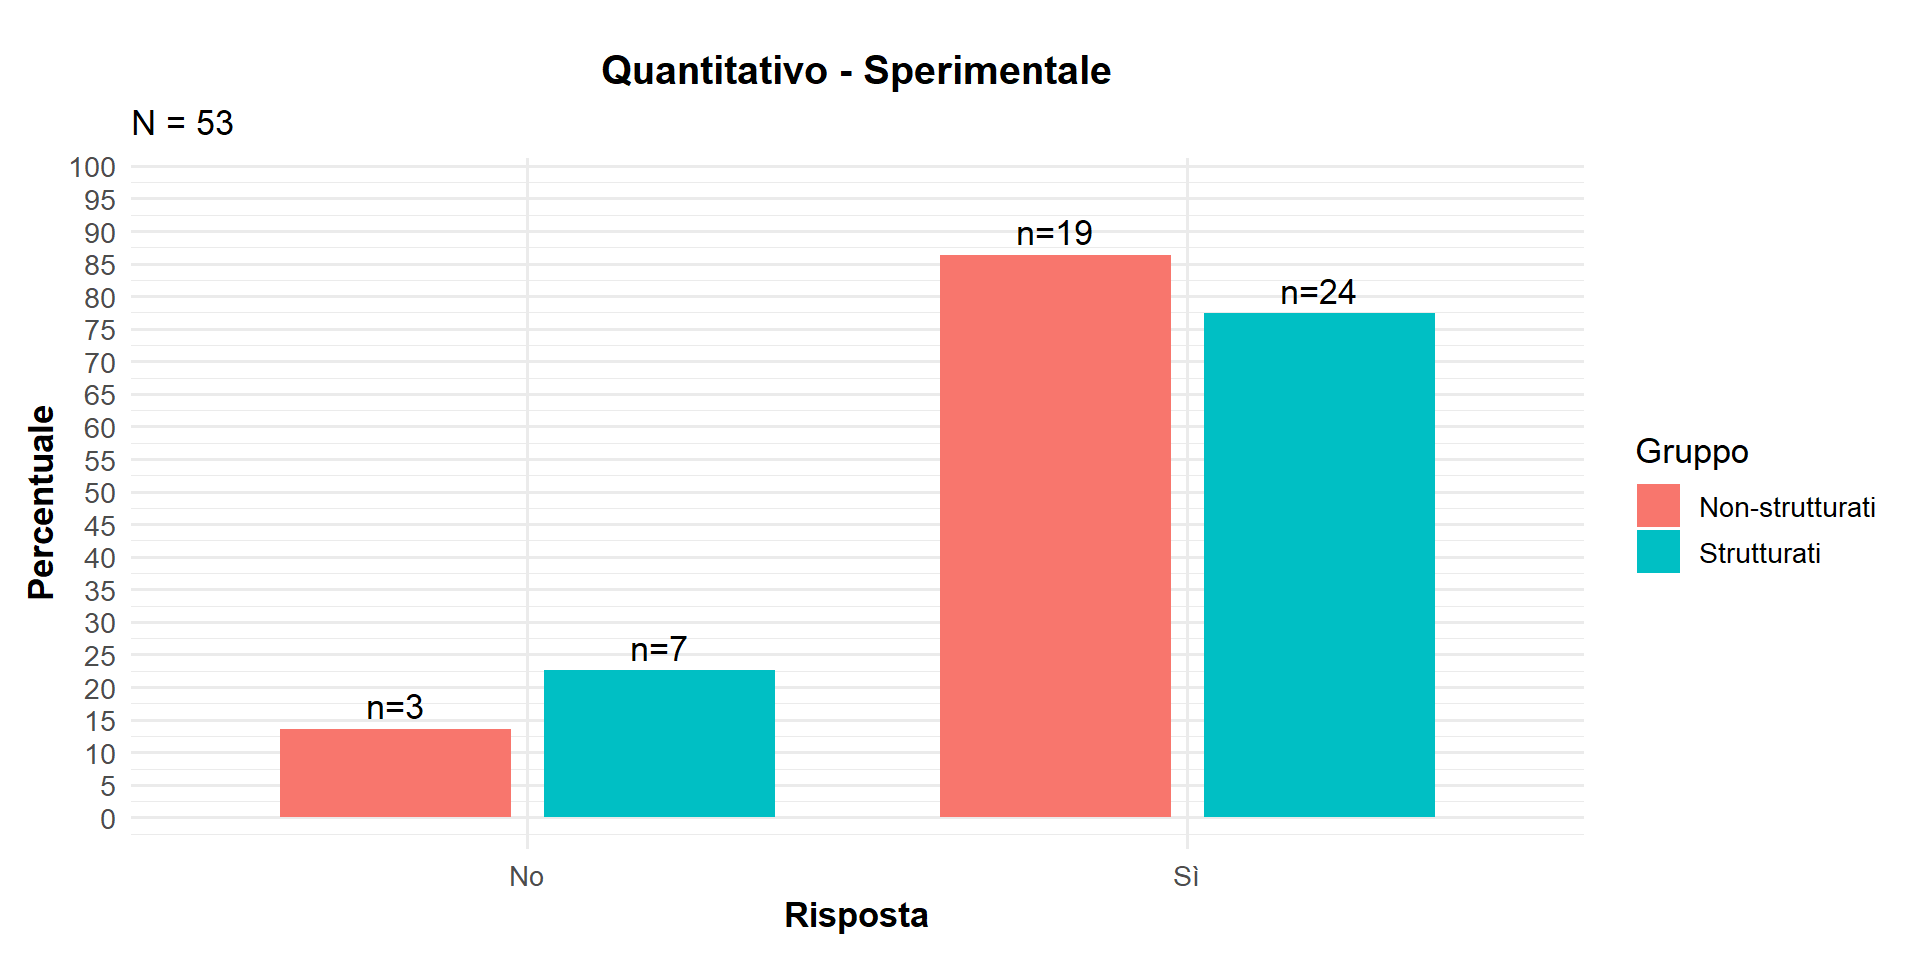 Quantitativo - Sperimentale
N = 53
100
95
90
85
80
75
70
65
60
55
50
45
40
35
30
25
20
15
10
5
0
Percentuale
n=3
n=7
n=19
n=24
No
Sì
Risposta
Gruppo
Non-strutturati
Strutturati